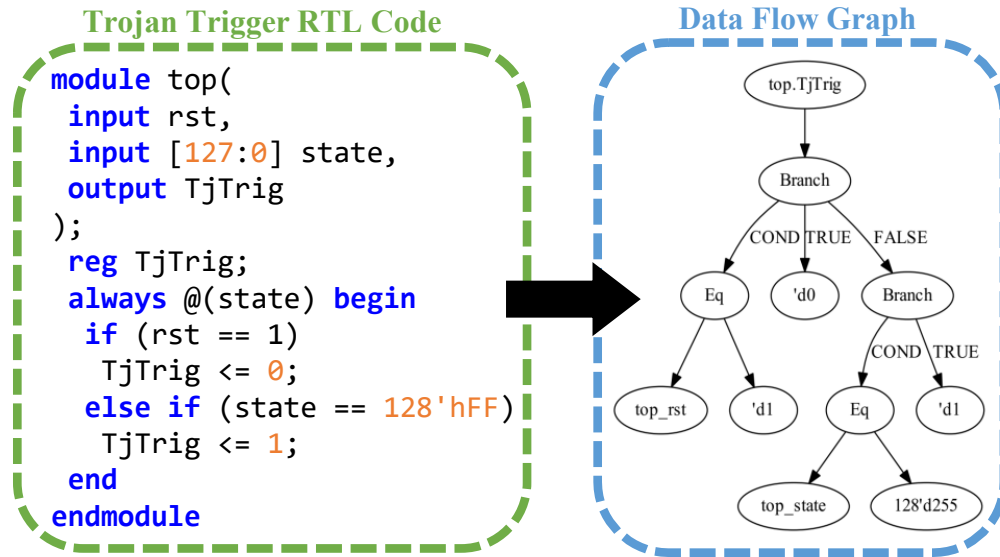 Trojan Trigger RTL Code
module top(
input rst,
input [127:0] state,
output TjTrig
);
reg TjTrig;
always @(state) begin
if (rst == 1)
TjTrig <= 0;
else if (state == 128'hFF)
TjTrig <= 1;
end
endmodule
Data Flow Graph
top.TjTrig
Branch
COND TRUE FALSE
Eq 'd0 Branch
COND TRUE
top_rst 'd1 Eq 'd1
top_state 128'd255